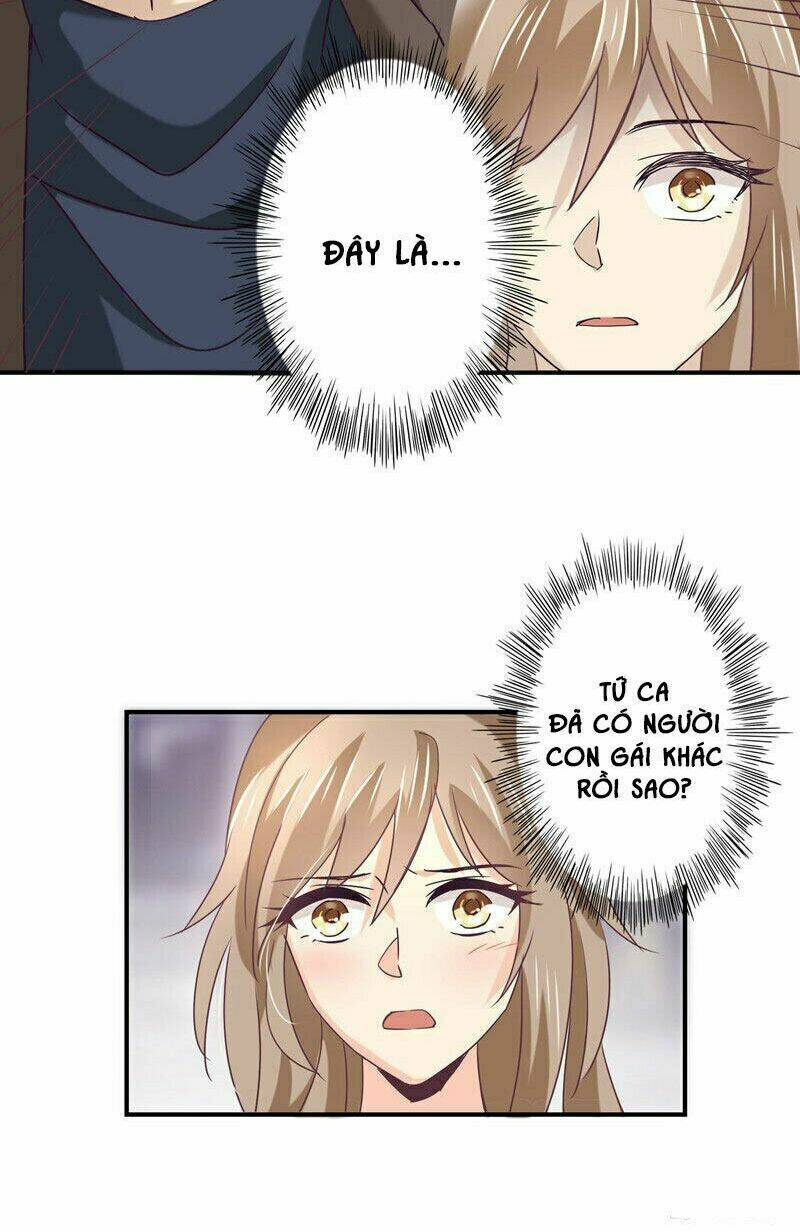 ĐÂY LÀ...
TỨ CA
ĐÃ CÓ NGƯỜI
CON GÁI KHÁC
RỒI SAO?